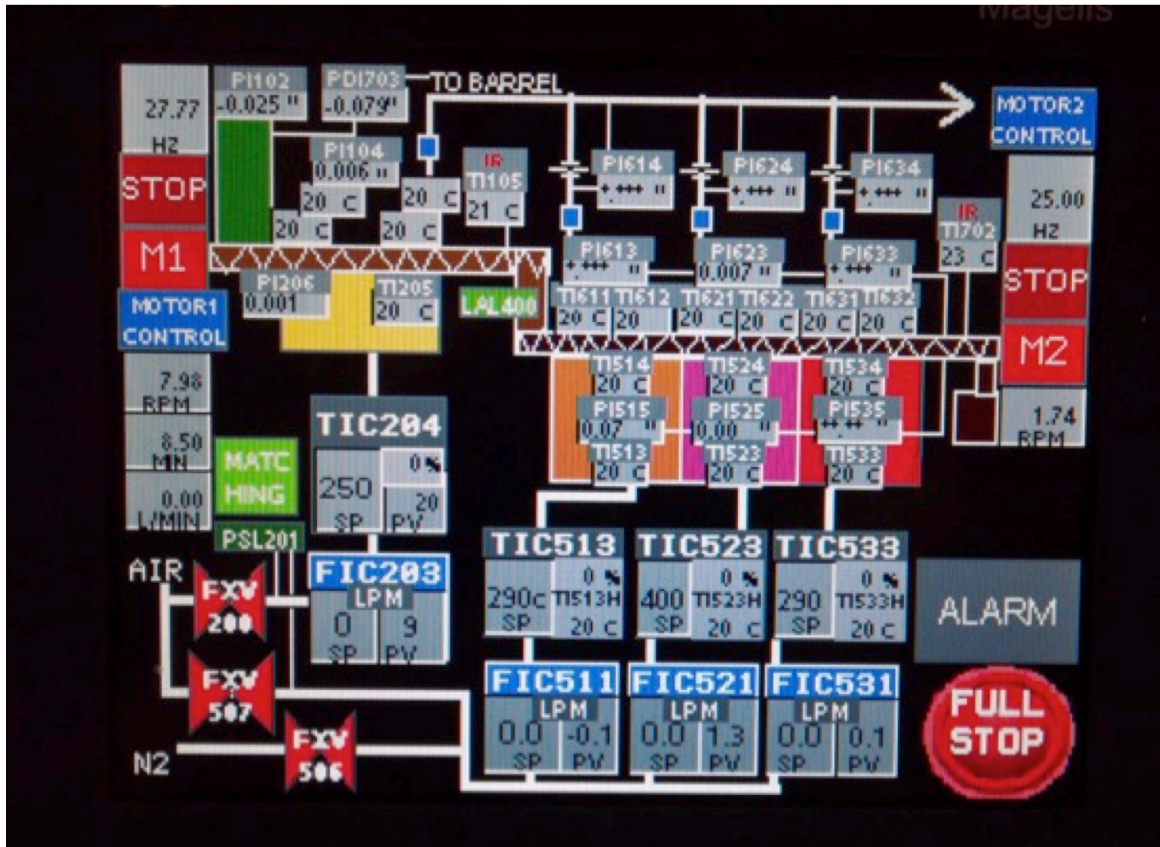 Magelis
27.77
HZ
STOP
M1
MOTOR1
CONTROL
7.98
RPM
8.50
MIN
0.00
L/MIN
PI102
-0.025 "
PDI703
-0.079"
TO BARREL
PI104
0.006 "
20 C
20 C
20 C
20 C
IR
TI105
21 C
PI206
0.001
TI205
20 C
LAL400
PI614
+.+++ "
PI624
+.+++ "
PI634
+.+++ "
PI613
+.+++ "
PI623
0.007 "
PI633
+.+++ "
TI611
20 C
TI612
20
TI621
20 C
TI622
20 C
TI631
20 C
TI632
20 C
IR
TI702
23 C
MOTOR2
CONTROL
25.00
HZ
STOP
M2
1.74
RPM
TI514
20 C
PI515
0.07 "
TI513
20 C
TI524
20 C
PI525
0.00 "
TI523
20 C
TI534
20 C
PI535
++.++ "
TI533
20 C
TIC204
250
SP
0 %
20
PV
MATC
HING
PSL201
FIC203
LPM
0
SP
9
PV
AIR
FXV
200
FXV
507
N2
FXV
506
TIC513
290c
SP
0 %
TI513H
20 C
TIC523
400
SP
0 %
TI523H
20 C
TIC533
290
SP
0 %
TI533H
20 C
FIC511
LPM
0.0
SP
-0.1
PV
FIC521
LPM
0.0
SP
1.3
PV
FIC531
LPM
0.0
SP
0.1
PV
ALARM
FULL
STOP